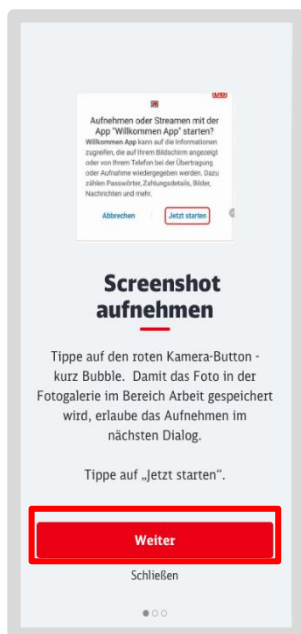 Aufnehmen oder Streamen mit der
App "Willkommen App" starten?
Willkommen App kann auf die Informationen
zugreifen, die auf Ihrem Bildschirm angezeigt
oder von Ihrem Telefon bei der Übertragung
oder Aufnahme wiedergegeben werden. Dazu
zählen Passwörter, Zahlungsdetails, Bilder,
Nachrichten und mehr.
Abbrechen Jetzt starten
Screenshot
aufnehmen
Tippe auf den roten Kamera-Button -
kurz Bubble. Damit das Foto in der
Fotogalerie im Bereich Arbeit gespeichert
wird, erlaube das Aufnehmen im
nächsten Dialog.
Tippe auf „Jetzt starten“.
Weiter
Schließen